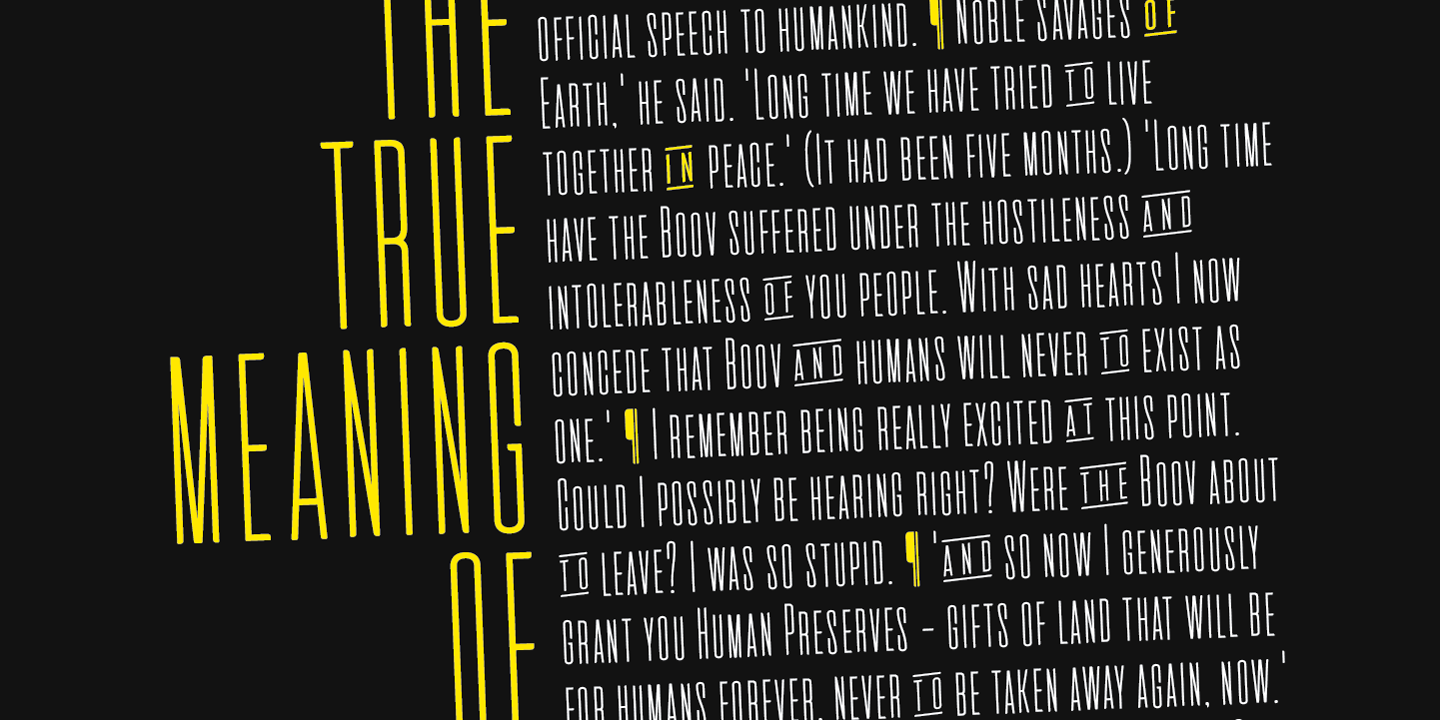 THE
TRUE
MEANING
OF
OFFICIAL SPEECH TO HUMANKIND. ¶ NOBLE SAVAGES OF
EARTH,' HE SAID. 'LONG TIME WE HAVE TRIED TO LIVE
TOGETHER IN PEACE.' (IT HAD BEEN FIVE MONTHS.) 'LONG TIME
HAVE THE BOOV SUFFERED UNDER THE HOSTILENESS AND
INTOLERABLENESS OF YOU PEOPLE. WITH SAD HEARTS I NOW
CONCEDE THAT BOOV AND HUMANS WILL NEVER TO EXIST AS
ONE.' ¶ I REMEMBER BEING REALLY EXCITED AT THIS POINT.
COULD I POSSIBLY BE HEARING RIGHT? WERE THE BOOV ABOUT
TO LEAVE? I WAS SO STUPID. ¶ 'AND SO NOW I GENEROUSLY
GRANT YOU HUMAN PRESERVES – GIFTS OF LAND THAT WILL BE
FOR HUMANS FOREVER, NEVER TO BE TAKEN AWAY AGAIN, NOW.'